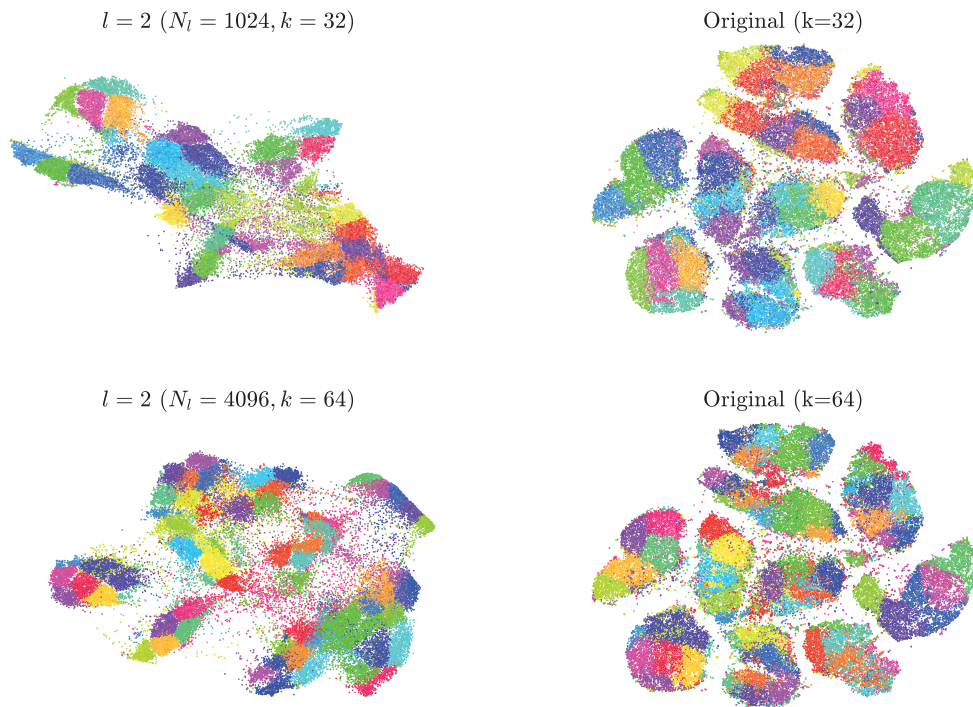 l = 2 (N_l = 1024, k = 32)
Original (k=32)
l = 2 (N_l = 4096, k = 64)
Original (k=64)